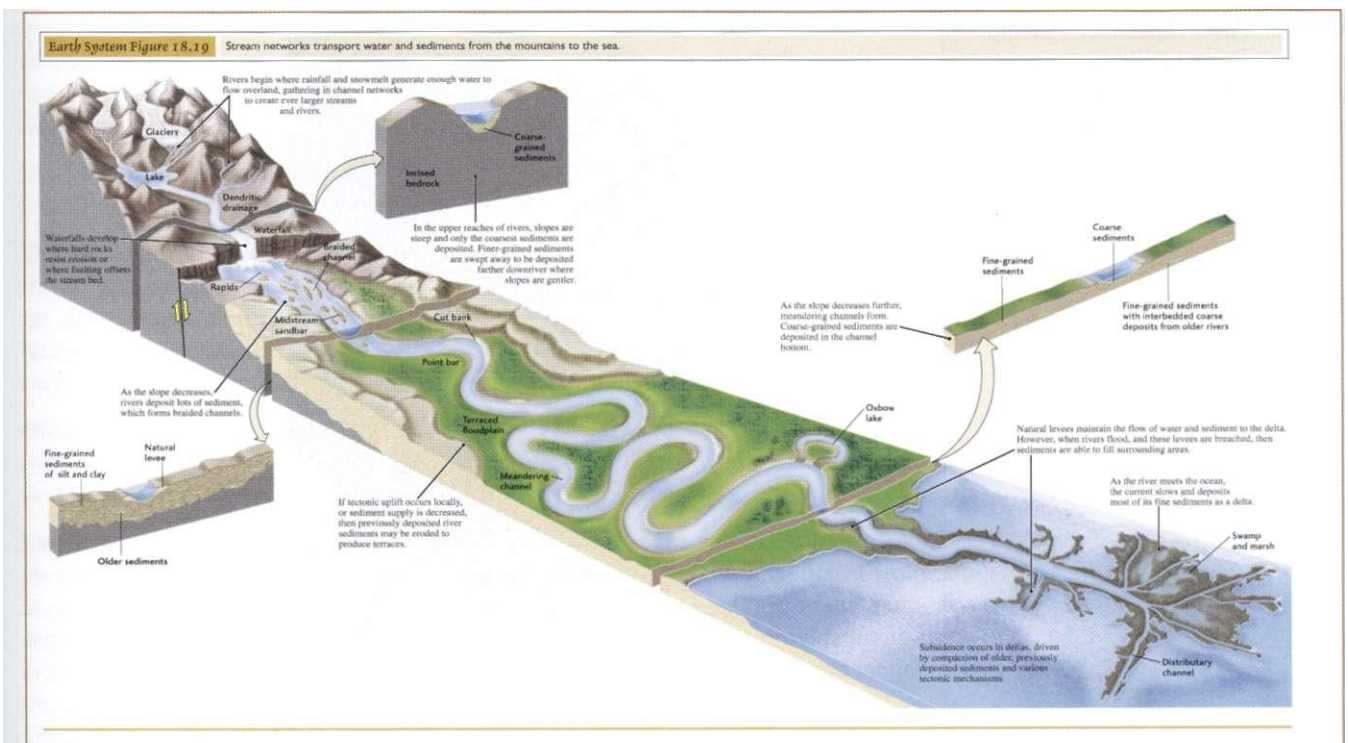 Earth System Figure 18.19 Stream networks transport water and sediments from the mountains to the sea.
Rivers begin where rainfall and snowmelt generate enough water to
flow overland, gathering in channel networks
to create ever larger streams
and rivers.
Glaciers
Lake
Dendritic
drainage
Coarse-
grained
sediments
Incised
bedrock
In the upper reaches of rivers, slopes are
steep and only the coarsest sediments are
deposited. Finer-grained sediments
are swept away to be deposited
farther downriver where
slopes are gentler.
Waterfalls develop
where hard rocks
resist erosion or
where faulting offsets
the stream bed.
Waterfall
Braided
channel
Rapids
Midstream
sandbar
Cut bank
Point bar
As the slope decreases,
rivers deposit lots of sediment,
which forms braided channels.
Fine-grained
sediments
of silt and clay
Natural
levee
Older sediments
Terraced
floodplain
Meandering
channel
If tectonic uplift occurs locally,
or sediment supply is decreased,
then previously deposited river
sediments may be eroded to
produce terraces.
As the slope decreases further,
meandering channels form.
Coarse-grained sediments are
deposited in the channel
bottom.
Fine-grained
sediments
Coarse
sediments
Fine-grained sediments
with interbedded coarse
deposits from older rivers
Oxbow
lake
Natural levees maintain the flow of water and sediment to the delta.
However, when rivers flood, and these levees are breached, then
sediments are able to fill surrounding areas.
As the river meets the ocean,
the current slows and deposits
most of its fine sediments as a delta.
Swamp
and marsh
Subsidence occurs in deltas, driven
by compaction of older, previously
deposited sediments and various
tectonic mechanisms.
Distributary
channel